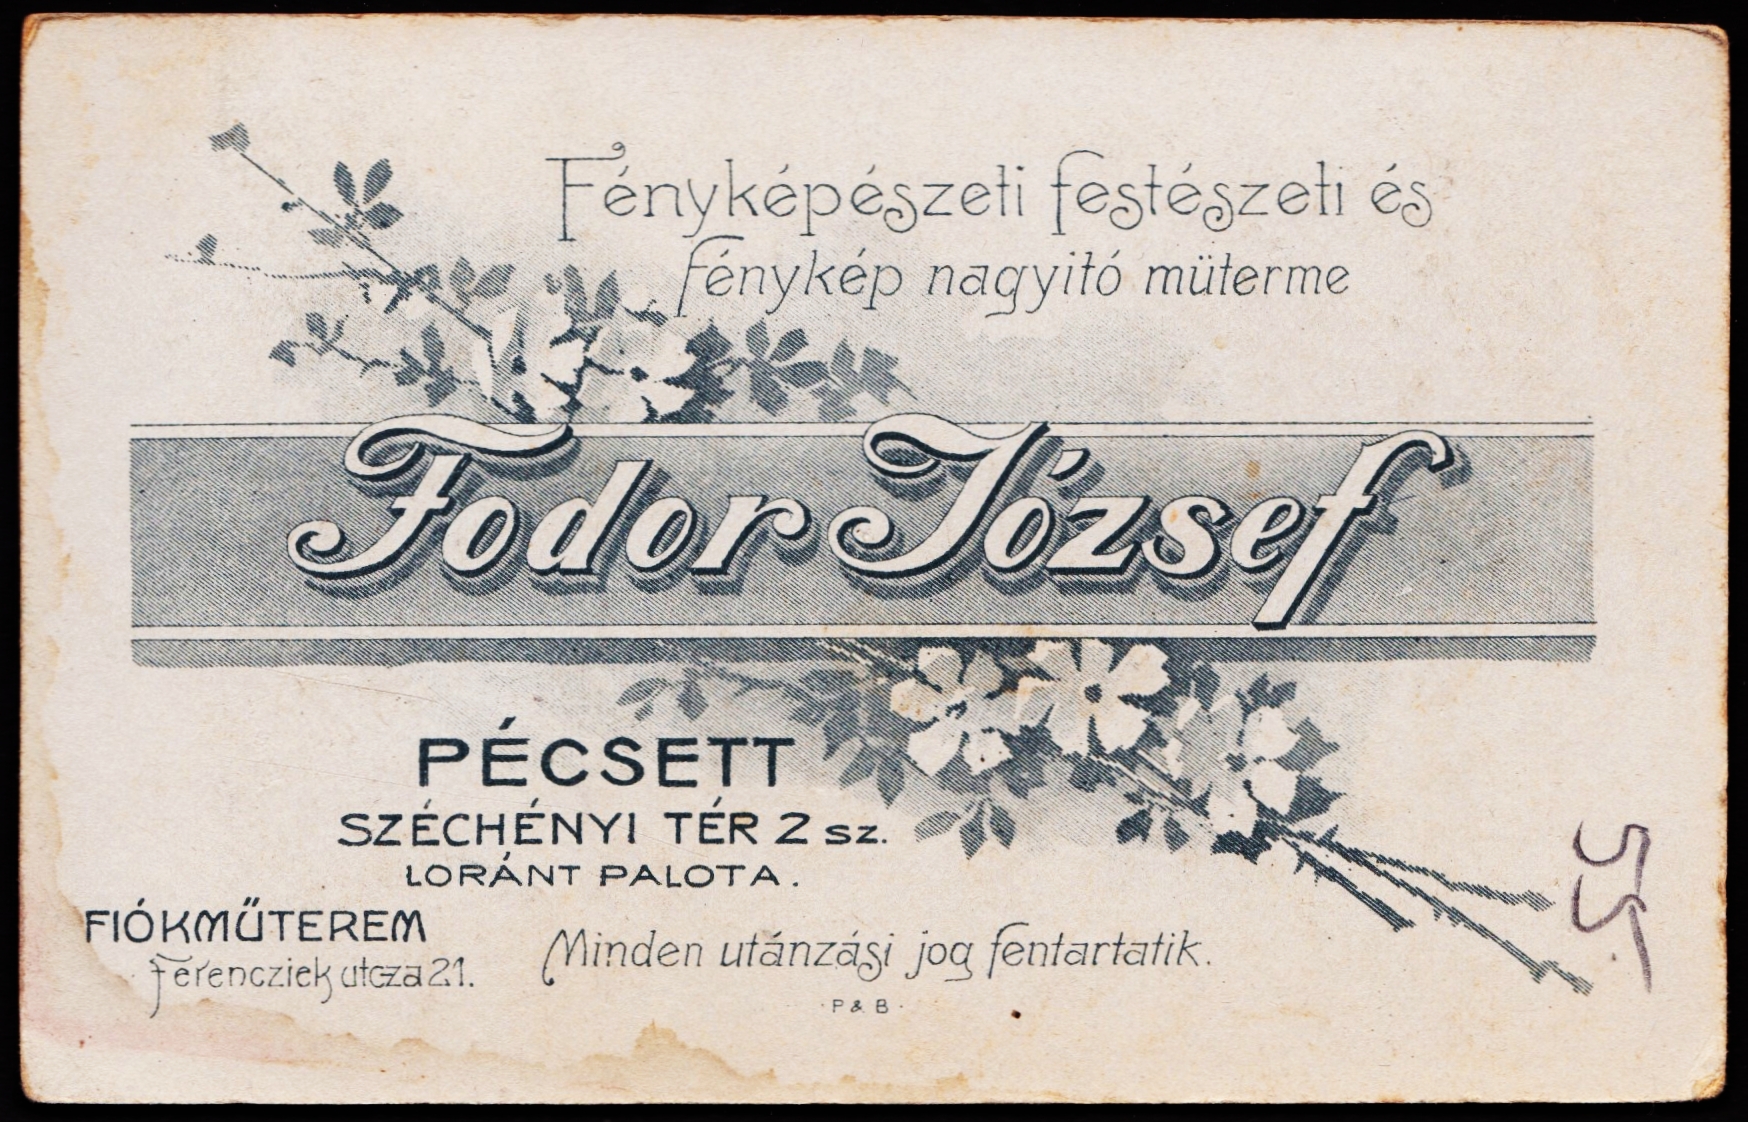 Fényképészeti festészeti és
fénykép nagyitó műterme
Fodor József
PÉCSETT
SZÉCHÉNYI TÉR 2 sz.
LORÁNT PALOTA.
FIÓKMŰTEREM
Ferencziek utcza 21.
Minden utánzási jog fentartatik.
P & B